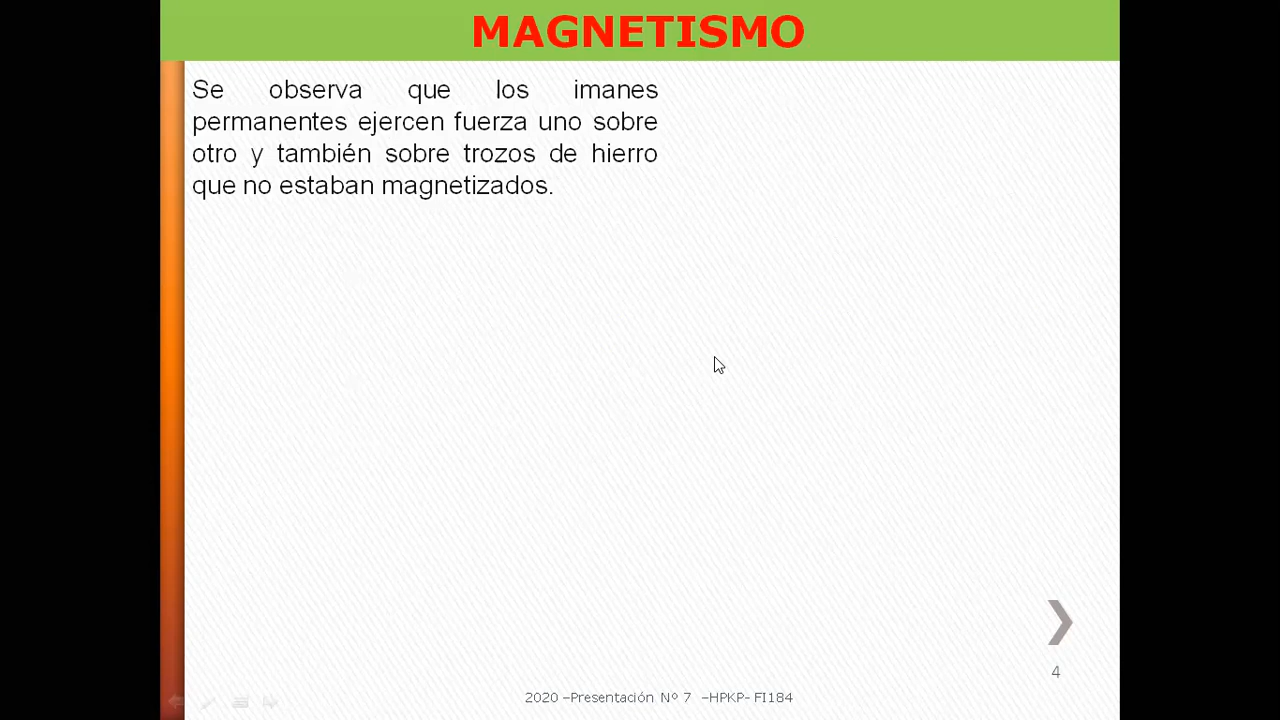 MAGNETISMO
Se observa que los imanes
permanentes ejercen fuerza uno sobre
otro y también sobre trozos de hierro
que no estaban magnetizados.
4
2020 –Presentación Nº 7 –HPKP- FI184